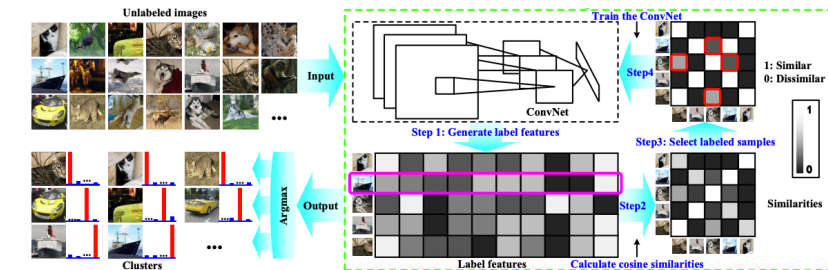 Unlabeled images
Train the ConvNet
Input
Step4
1: Similar
0: Dissimilar
ConvNet
1
0
•••
Step 1: Generate label features
Step3: Select labeled samples
Argmax
Output
Step2
Similarities
•••
•••
•••
•••
•••
•••
•••
•••
•••
Clusters
Label features
Calculate cosine similarities